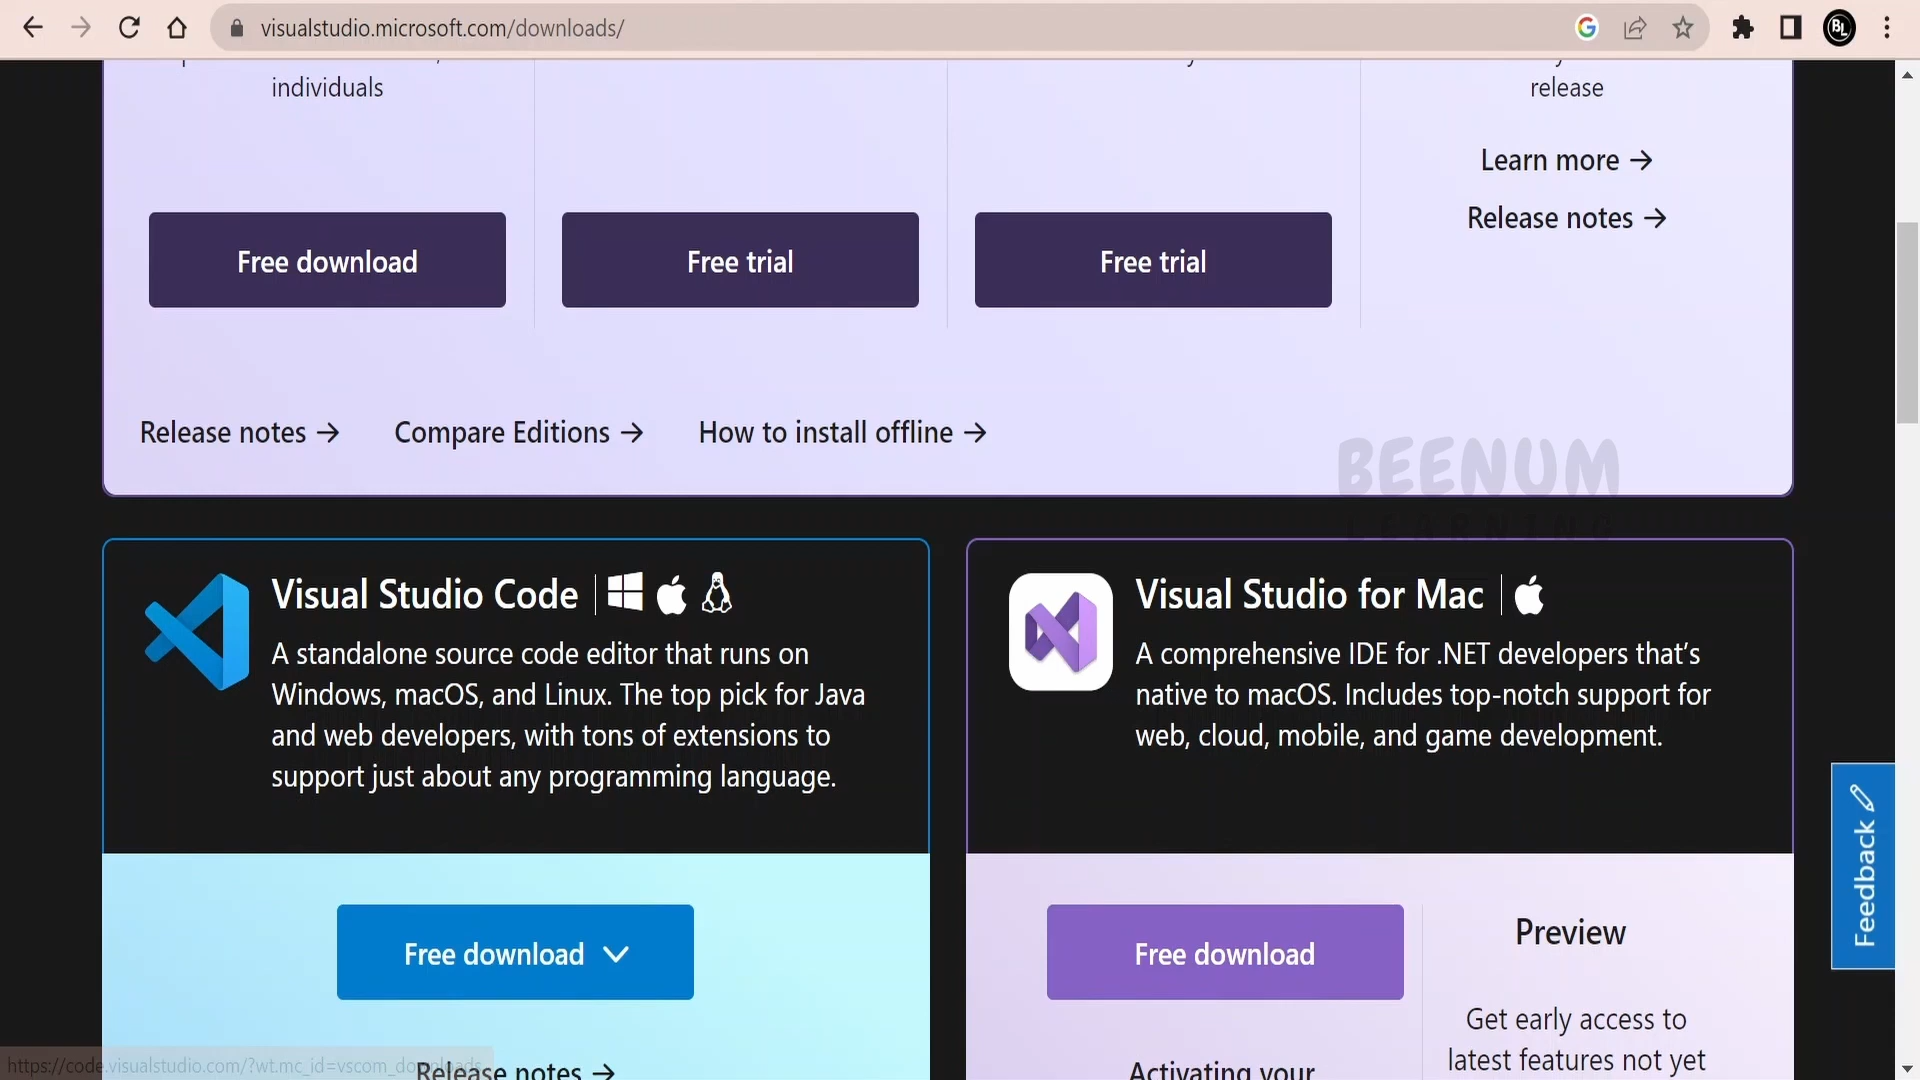 visualstudio.microsoft.com/downloads/
individuals
release
Learn more →
Release notes →
Free download
Free trial
Free trial
Release notes →
Compare Editions →
How to install offline →
BEENUM
LEARNING
Visual Studio Code
A standalone source code editor that runs on
Windows, macOS, and Linux. The top pick for Java
and web developers, with tons of extensions to
support just about any programming language.
Free download
Release notes →
Visual Studio for Mac
A comprehensive IDE for .NET developers that’s
native to macOS. Includes top-notch support for
web, cloud, mobile, and game development.
Free download
Activating your
Preview
Get early access to
latest features not yet
Feedback
https://code.visualstudio.com/?wt.mc_id=vscom_downloads